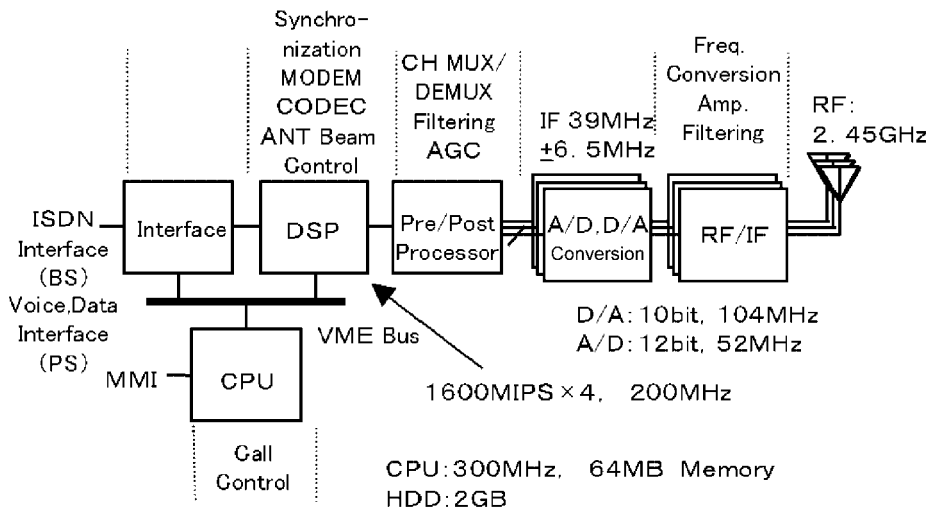 Synchro-
nization
MODEM
CODEC
ANT Beam
Control
CH MUX/
DEMUX
Filtering
AGC
IF 39MHz
±6. 5MHz
Freq.
Conversion
Amp.
Filtering
RF:
2. 45GHz
ISDN
Interface
(BS)
Voice,Data
Interface
(PS)
Interface
DSP
Pre/Post
Processor
A/D, D/A
Conversion
RF/IF
VME Bus
D/A: 10bit, 104MHz
A/D: 12bit, 52MHz
MMI
CPU
1600MIPS×4, 200MHz
Call
Control
CPU: 300MHz, 64MB Memory
HDD: 2GB